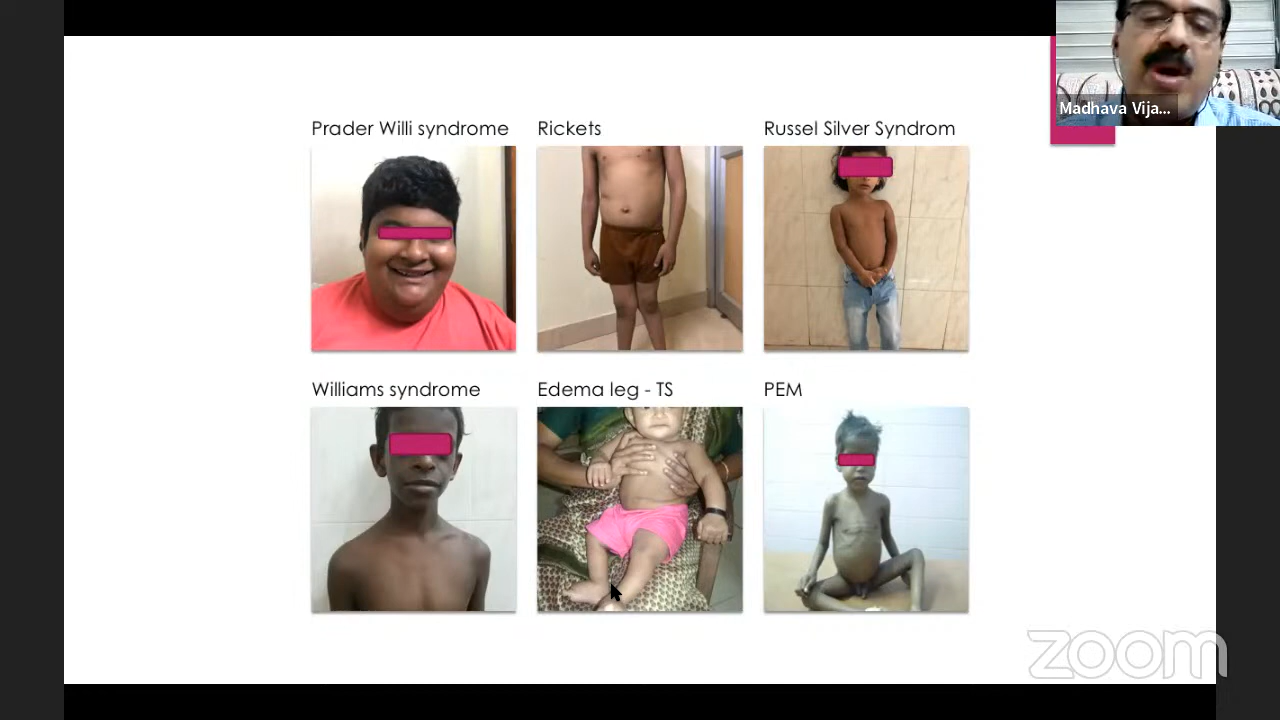 Madhava Vija...
Prader Willi syndrome
Rickets
Russel Silver Syndrom
Williams syndrome
Edema leg - TS
PEM
zoom